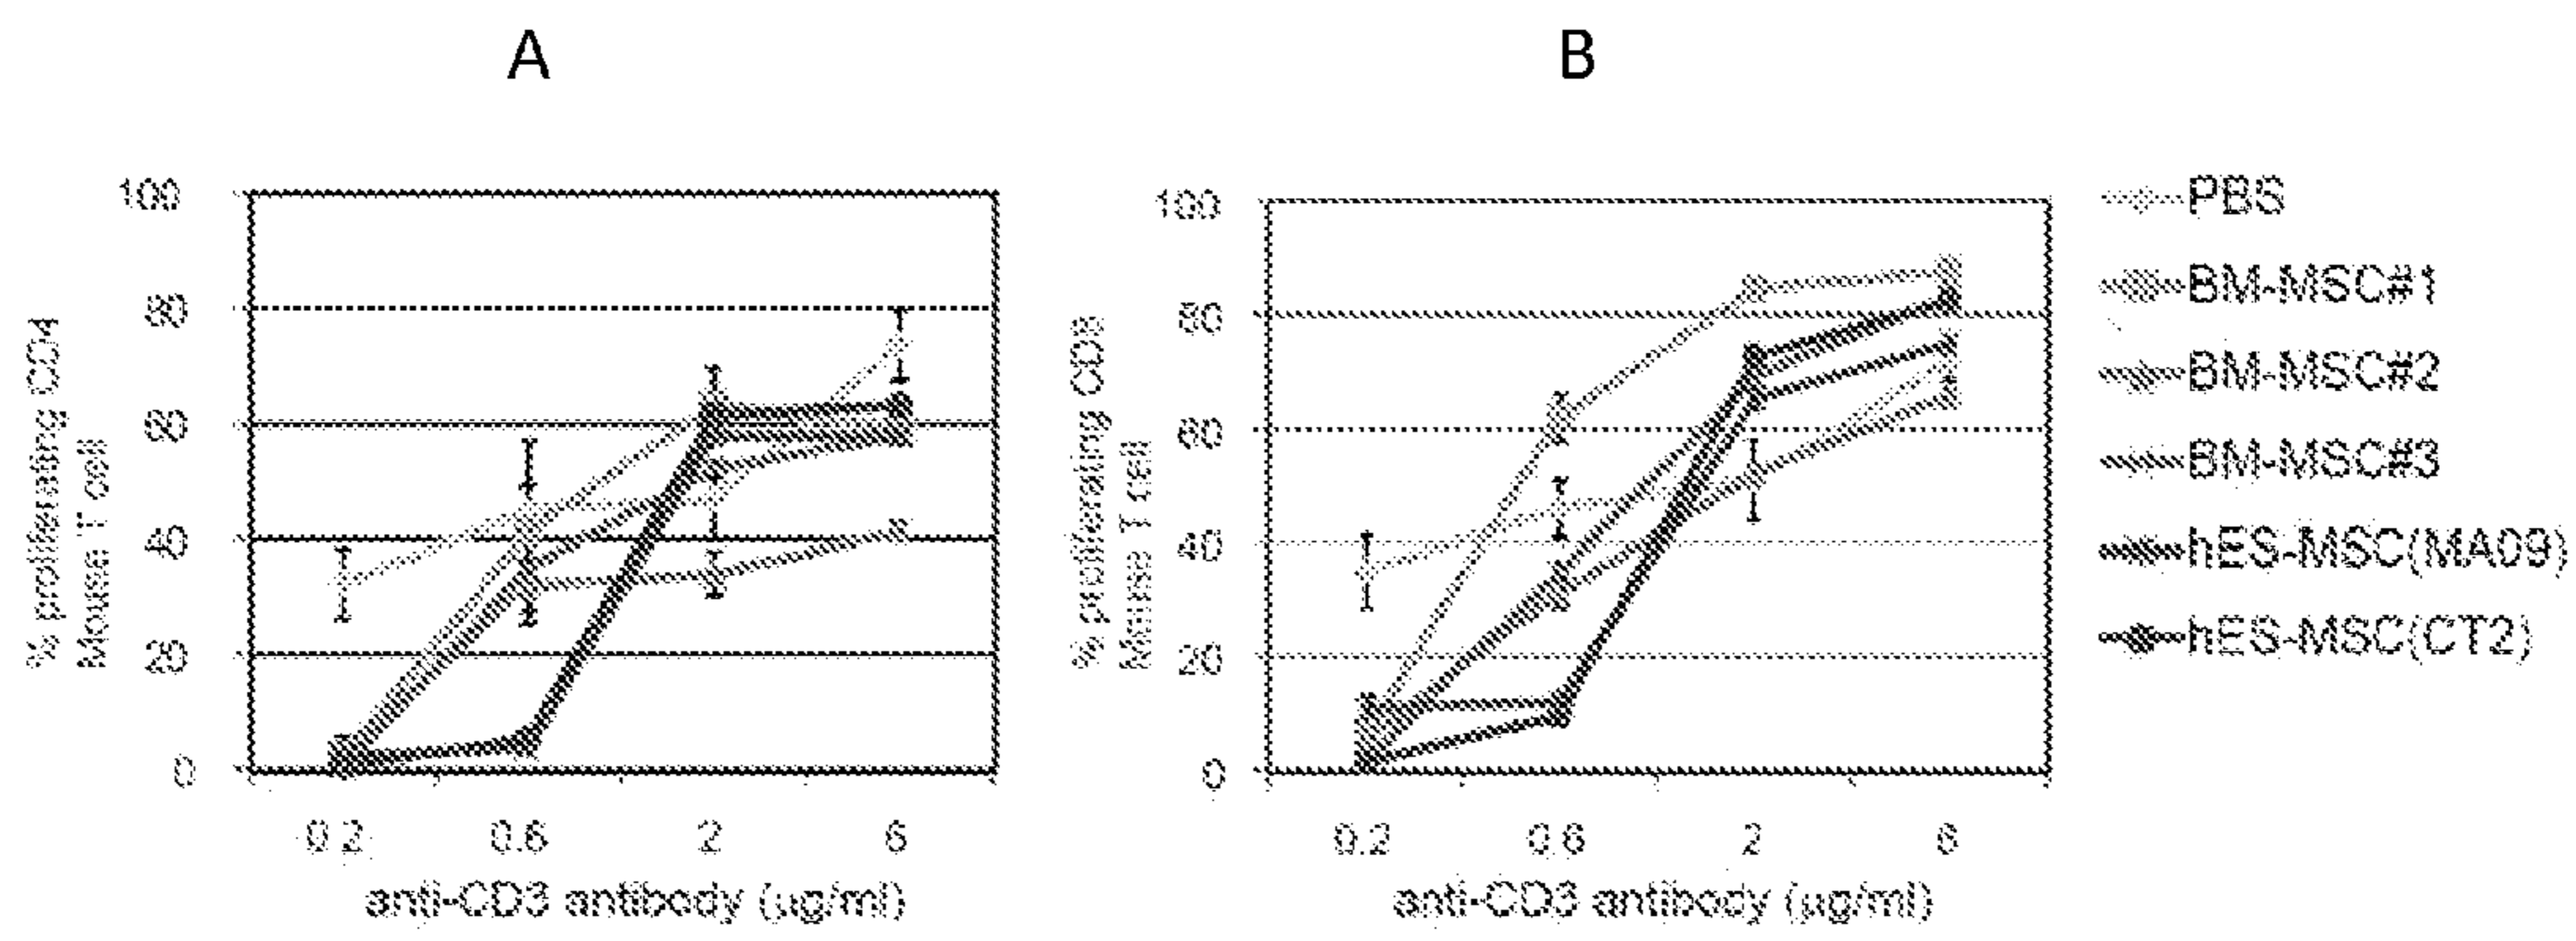 A
B
100
80
60
40
20
0
% proliferating CD4
Mouse T cell
0.2 0.6 2 6
anti-CD3 antibody (µg/ml)
100
80
60
40
20
0
% proliferating CD8
Mouse T cell
0.2 0.6 2 6
anti-CD3 antibody (µg/ml)
PBS
BM-MSC#1
BM-MSC#2
BM-MSC#3
hES-MSC(MA09)
hES-MSC(CT2)